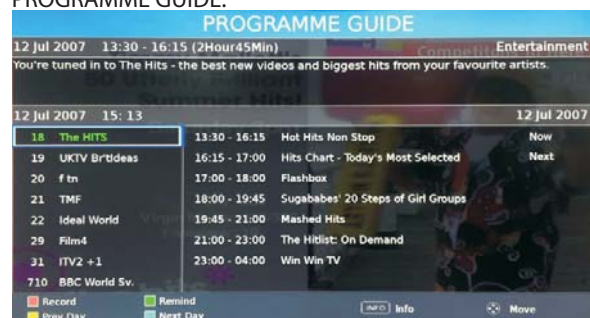 PROGRAMME GUIDE.
PROGRAMME GUIDE
12 Jul 2007 13:30 - 16:15 (2Hour45Min) Entertainment
You're tuned in to The Hits - the best new videos and biggest hits from your favourite artists.
12 Jul 2007 15: 13 12 Jul 2007
18 The HITS 13:30 - 16:15 Hot Hits Non Stop Now
19 UKTV Br'tIdeas 16:15 - 17:00 Hits Chart - Today's Most Selected Next
20 f tn 17:00 - 18:00 Flashbox
21 TMF 18:00 - 19:45 Sugababes' 20 Steps of Girl Groups
22 Ideal World 19:45 - 21:00 Mashed Hits
29 Film4 21:00 - 23:00 The Hitlist: On Demand
31 ITV2 +1 23:00 - 04:00 Win Win TV
710 BBC World Sv.
Record Remind INFO Info Move
Prev Day Next Day